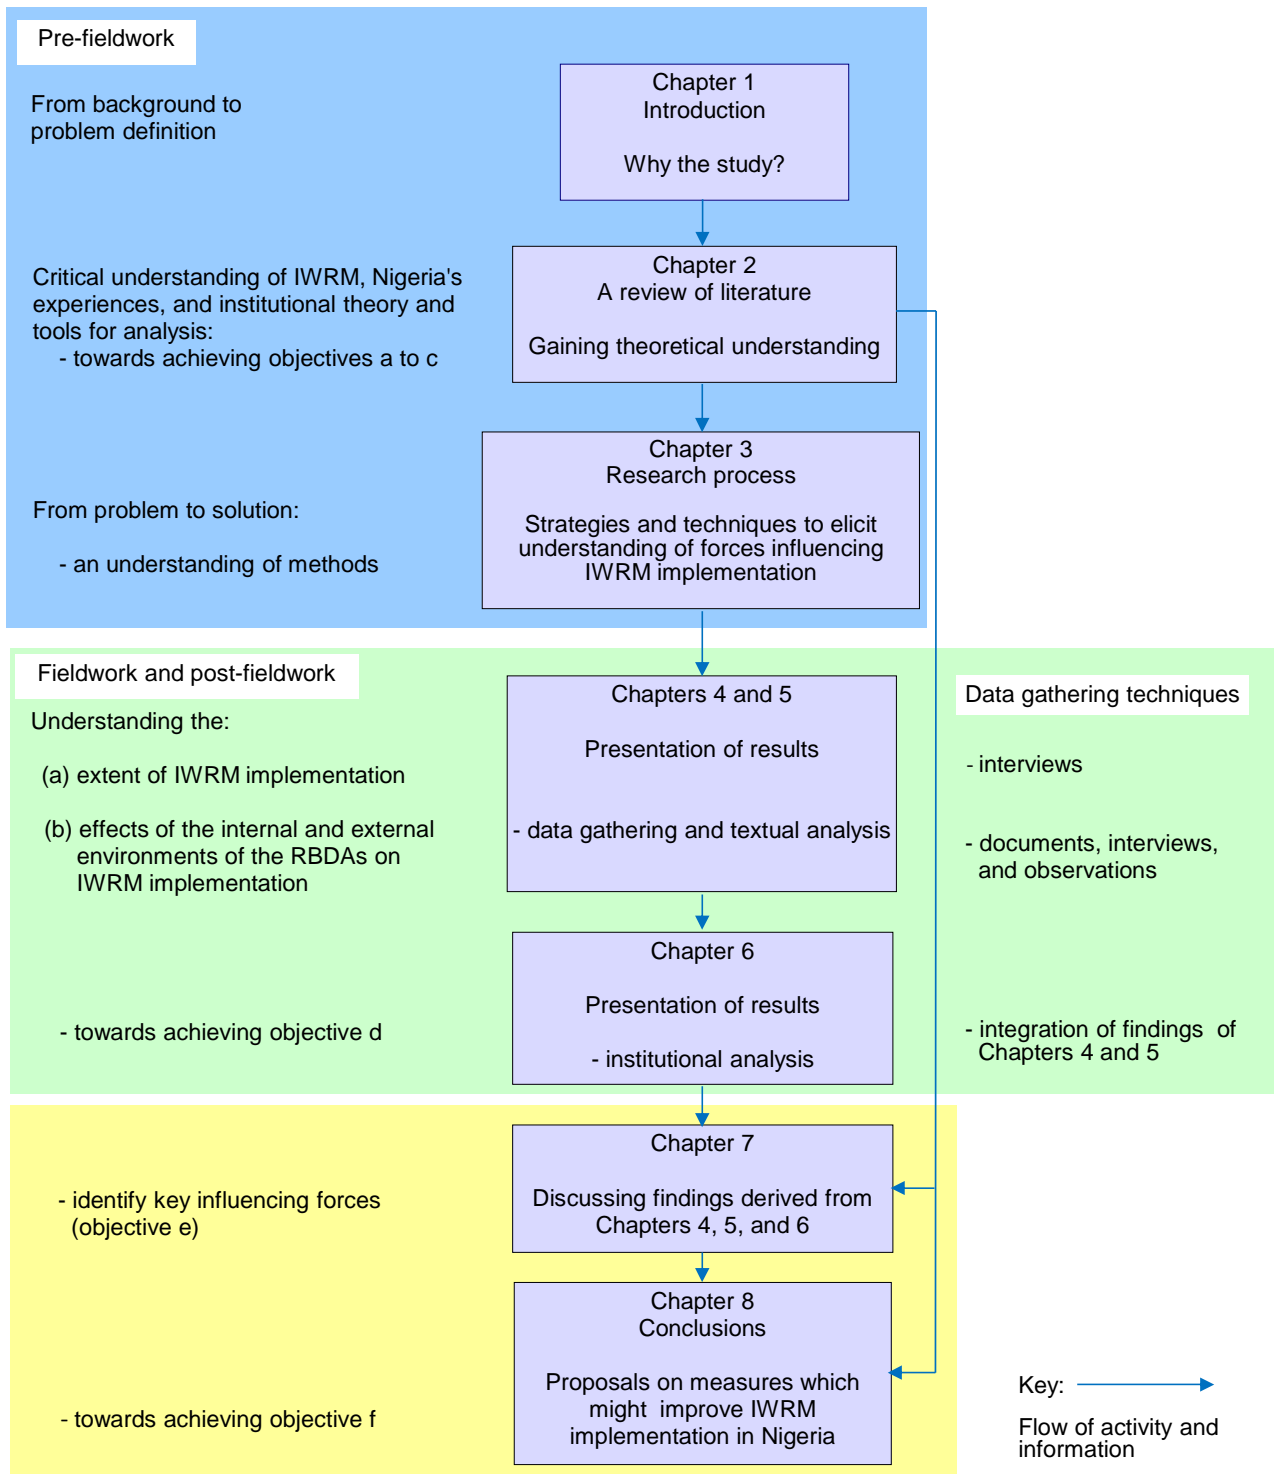 Pre-fieldwork
From background to
problem definition
Chapter 1
Introduction
Why the study?
Critical understanding of IWRM, Nigeria's
experiences, and institutional theory and
tools for analysis:
- towards achieving objectives a to c
Chapter 2
A review of literature
Gaining theoretical understanding
From problem to solution:
- an understanding of methods
Chapter 3
Research process
Strategies and techniques to elicit
understanding of forces influencing
IWRM implementation
Fieldwork and post-fieldwork
Understanding the:
(a) extent of IWRM implementation
(b) effects of the internal and external
environments of the RBDAs on
IWRM implementation
Chapters 4 and 5
Presentation of results
- data gathering and textual analysis
Data gathering techniques
- interviews
- documents, interviews,
and observations
- towards achieving objective d
Chapter 6
Presentation of results
- institutional analysis
- integration of findings of
Chapters 4 and 5
- identify key influencing forces
(objective e)
Chapter 7
Discussing findings derived from
Chapters 4, 5, and 6
- towards achieving objective f
Chapter 8
Conclusions
Proposals on measures which
might improve IWRM
implementation in Nigeria
Key:
Flow of activity and
information